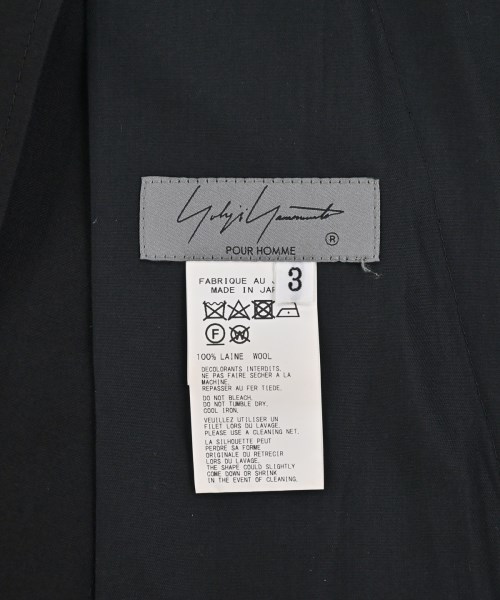 Yohji Yamamoto
POUR HOMME ®
FABRIQUE AU
3
MADE IN
F W
100% LAINE WOOL
DECOLORANTS INTERDITS.
NE PAS FAIRE SECHER A LA
MACHINE.
REPASSER AU FER TIEDE.
DO NOT BLEACH.
DO NOT TUMBLE DRY.
COOL IRON.
VEUILLEZ UTILISER UN
FILET LORS DU LAVAGE.
PLEASE USE A CLEANING NET.
LA SILHOUETTE PEUT
PERDRE SA FORME
ORIGINALE OU RETRECIR
LORS DU LAVAGE.
THE SHAPE COULD SLIGHTLY
COME DOWN OR SHRINK
IN THE EVENT OF CLEANING.